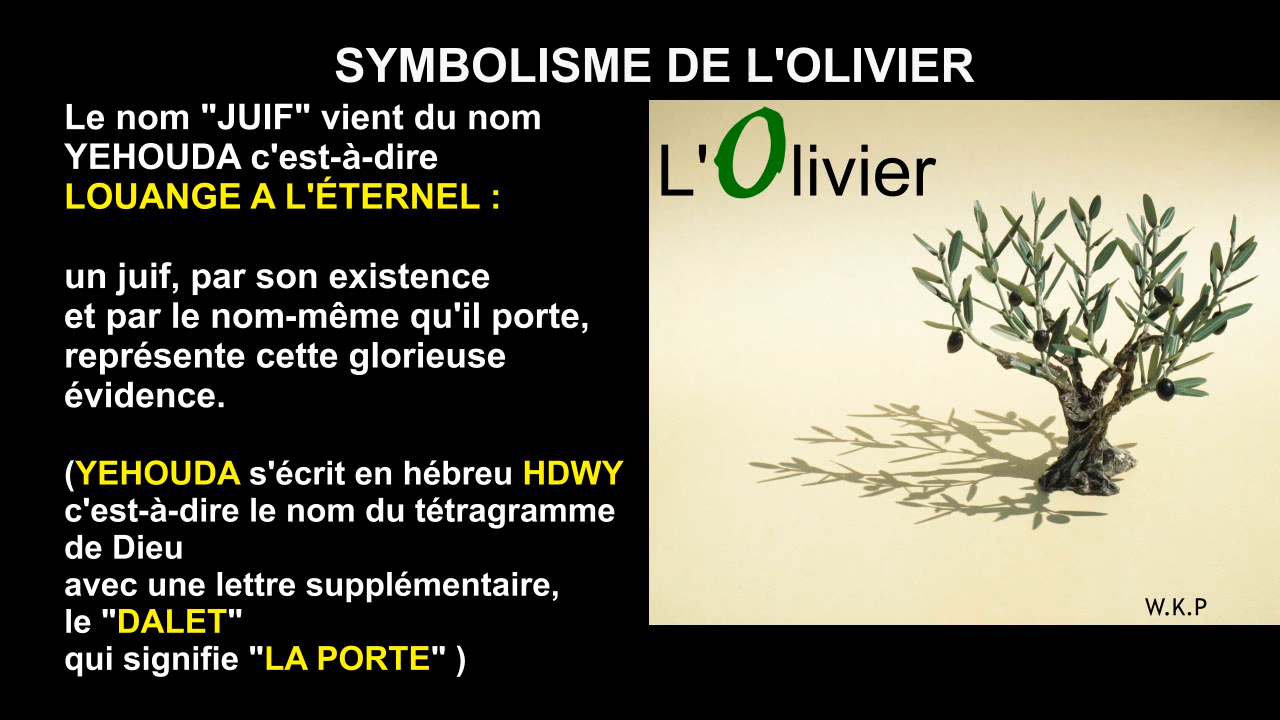 SYMBOLISME DE L'OLIVIER
Le nom "JUIF" vient du nom
YEHOUDA c'est-à-dire
LOUANGE A L'ÉTERNEL :
un juif, par son existence
et par le nom-même qu'il porte,
représente cette glorieuse
évidence.
(YEHOUDA s'écrit en hébreu HDWY
c'est-à-dire le nom du tétragramme
de Dieu
avec une lettre supplémentaire,
le "DALET"
qui signifie "LA PORTE" )
L'Olivier
W.K.P